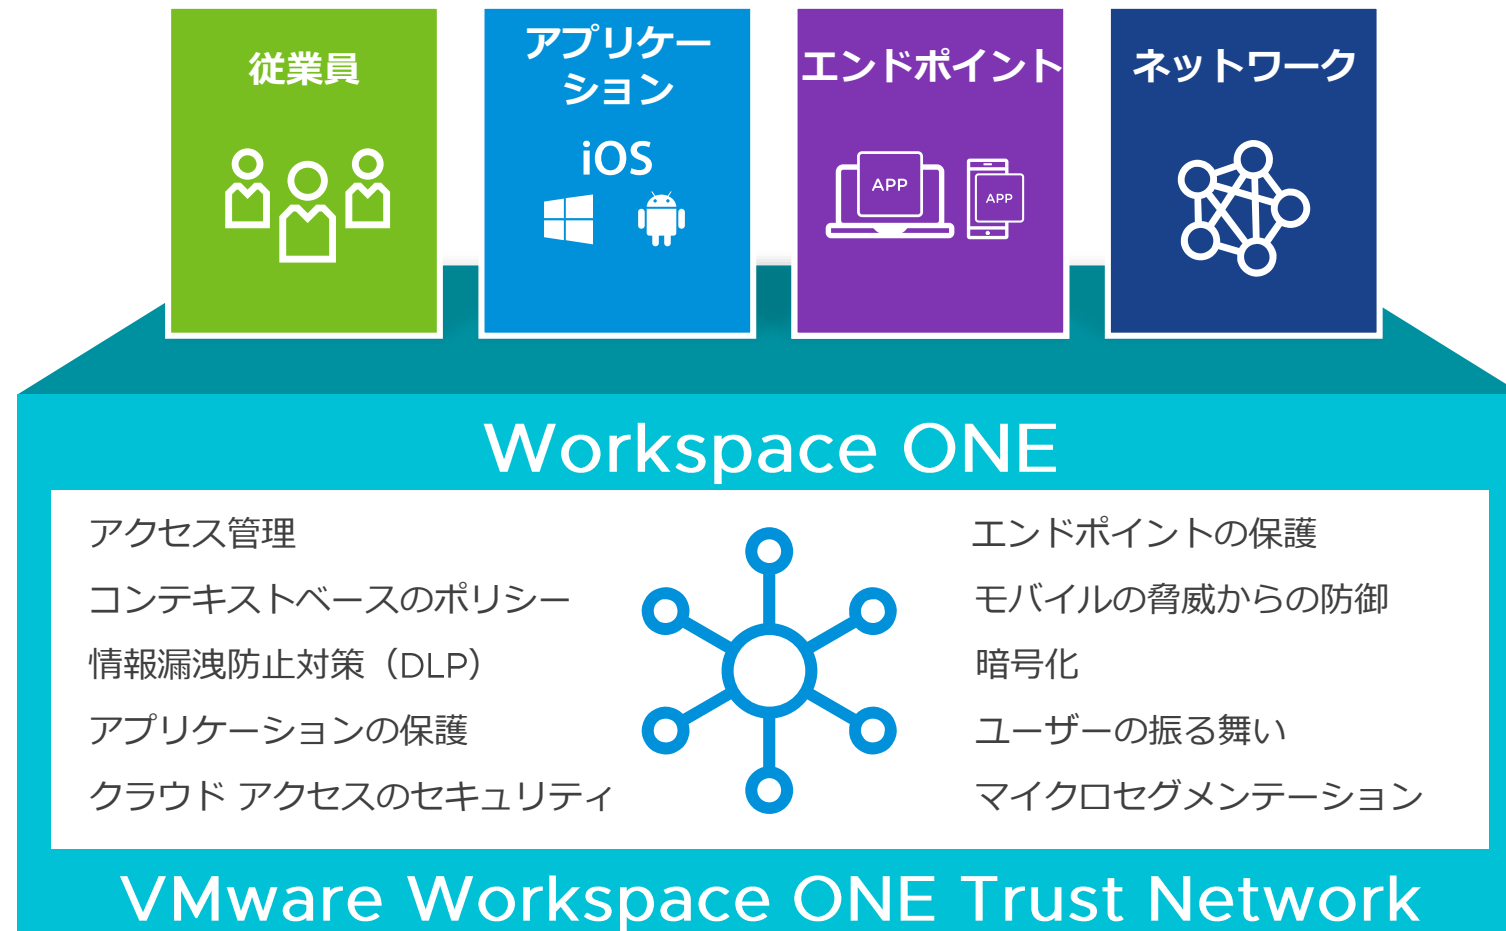 従業員
アプリケー
ション
iOS
エンドポイント
APP
APP
ネットワーク
Workspace ONE
アクセス管理
コンテキストベースのポリシー
情報漏洩防止対策（DLP）
アプリケーションの保護
クラウド アクセスのセキュリティ
エンドポイントの保護
モバイルの脅威からの防御
暗号化
ユーザーの振る舞い
マイクロセグメンテーション
VMware Workspace ONE Trust Network